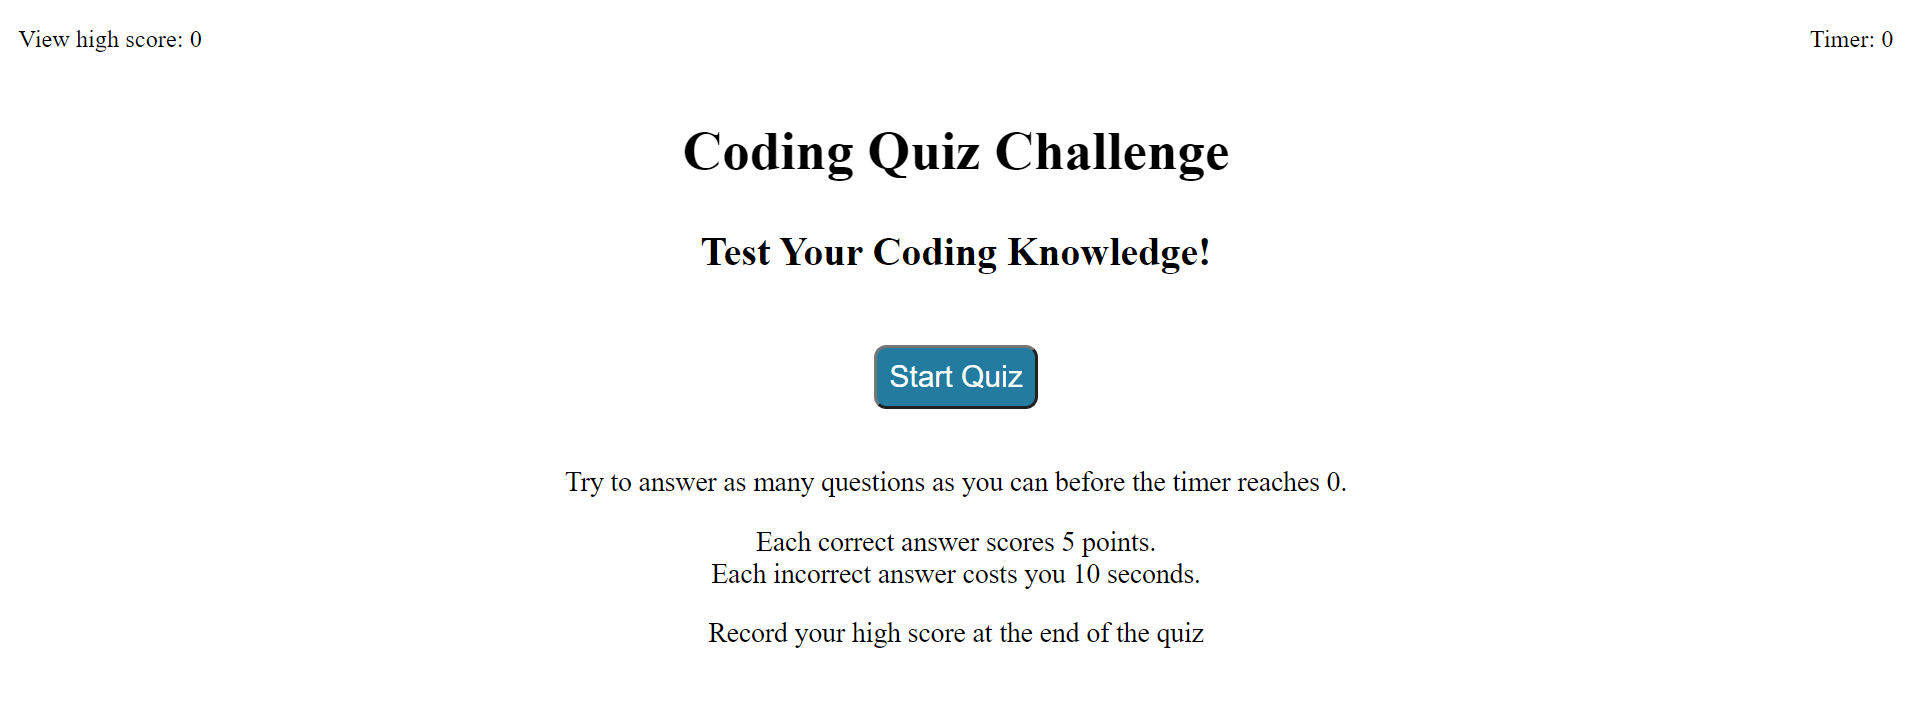 View high score: 0
Timer: 0
Coding Quiz Challenge
Test Your Coding Knowledge!
Start Quiz
Try to answer as many questions as you can before the timer reaches 0.
Each correct answer scores 5 points.
Each incorrect answer costs you 10 seconds.
Record your high score at the end of the quiz